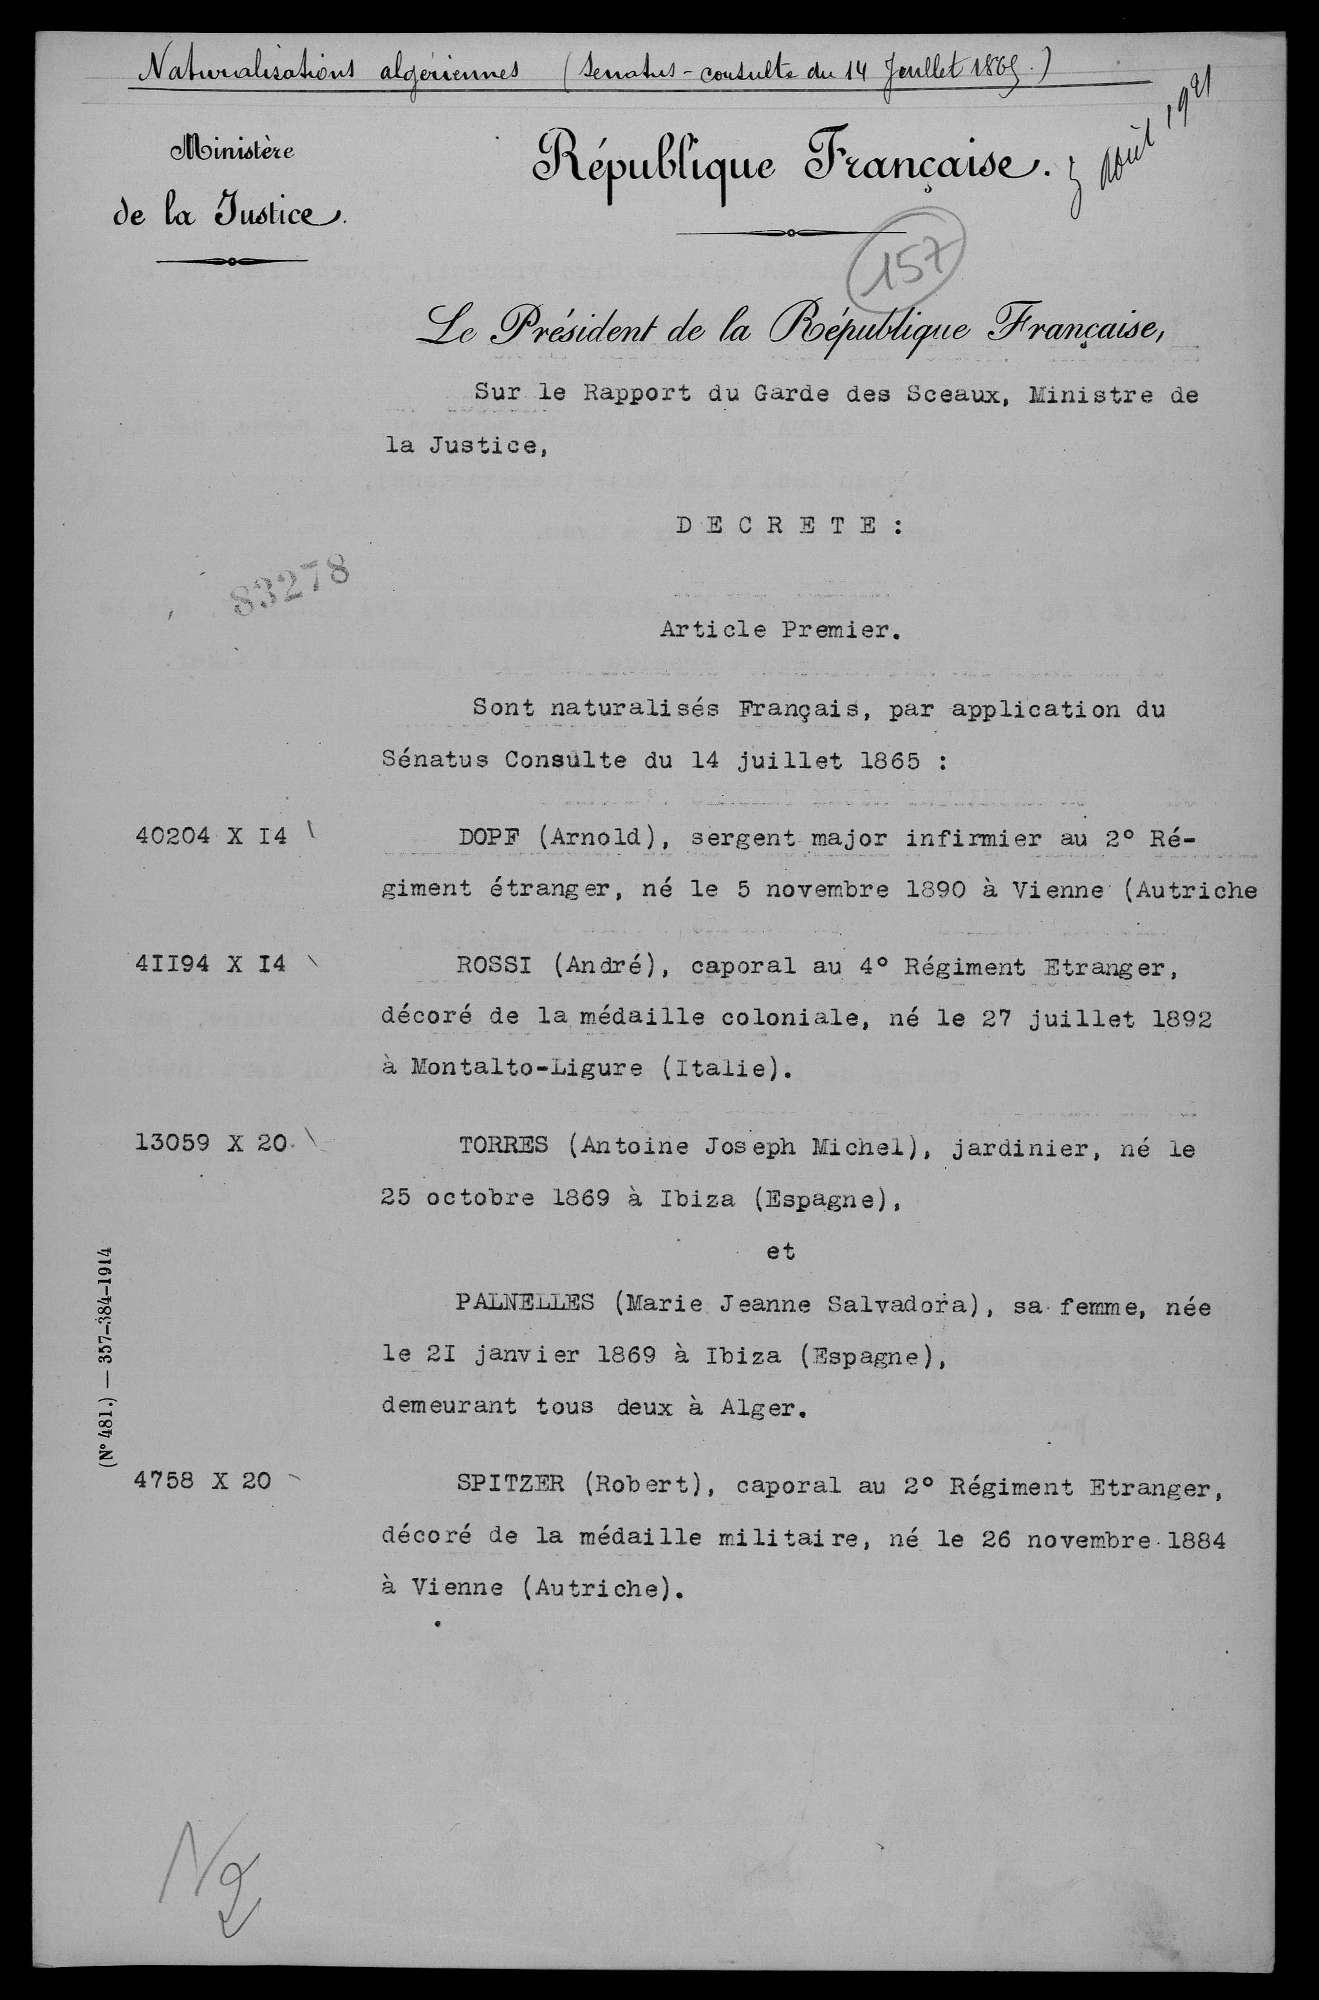 Naturalisations algériennes (Senatus-consulte du 14 Juillet 1865.)
août 1921
Ministère
de la Justice.
République Française.
157
Le Président de la République Française,
Sur le Rapport du Garde des Sceaux, Ministre de
la Justice,
D E C R E T E :
83278
Article Premier.
Sont naturalisés Français, par application du
Sénatus Consulte du 14 juillet 1865 :
40204 X I4 DOPF (Arnold), sergent major infirmier au 2° Ré-
giment étranger, né le 5 novembre 1890 à Vienne (Autriche
4II94 X I4 ROSSI (André), caporal au 4° Régiment Etranger,
décoré de la médaille coloniale, né le 27 juillet 1892
à Montalto-Ligure (Italie).
13059 X 20 TORRES (Antoine Joseph Michel), jardinier, né le
25 octobre 1869 à Ibiza (Espagne),
et
PALNELLES (Marie Jeanne Salvadora), sa femme, née
le 2I janvier 1869 à Ibiza (Espagne),
demeurant tous deux à Alger.
(N° 481.) — 357-384-1914
4758 X 20 SPITZER (Robert), caporal au 2° Régiment Etranger,
décoré de la médaille militaire, né le 26 novembre 1884
à Vienne (Autriche).